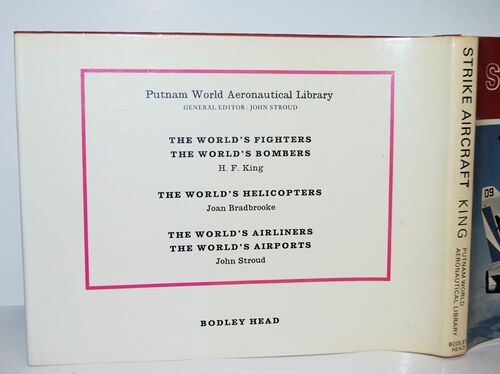 Putnam World Aeronautical Library
GENERAL EDITOR: JOHN STROUD
THE WORLD'S FIGHTERS
THE WORLD'S BOMBERS
H. F. King
THE WORLD'S HELICOPTERS
Joan Bradbrooke
THE WORLD'S AIRLINERS
THE WORLD'S AIRPORTS
John Stroud
BODLEY HEAD
STRIKE AIRCRAFT KING
PUTNAM WORLD
AERONAUTICAL LIBRARY
BODLEY
HEAD
S
09